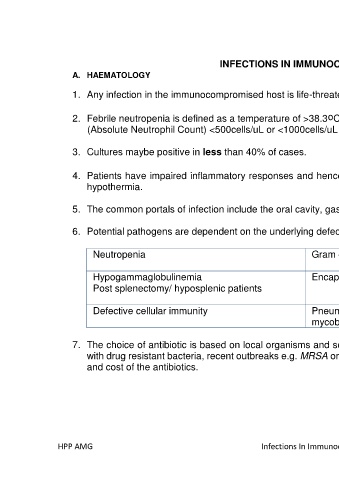 INFECTIONS IN IMMUNOC
A. HAEMATOLOGY
1. Any infection in the immunocompromised host is life-threate
2. Febrile neutropenia is defined as a temperature of >38.3ºC
(Absolute Neutrophil Count) <500cells/uL or <1000cells/uL
3. Cultures maybe positive in less than 40% of cases.
4. Patients have impaired inflammatory responses and hence
hypothermia.
5. The common portals of infection include the oral cavity, gas
6. Potential pathogens are dependent on the underlying defec
Neutropenia Gram
Hypogammaglobulinemia Encap
Post splenectomy/ hyposplenic patients
Defective cellular immunity Pneum
mycob
7. The choice of antibiotic is based on local organisms and se
with drug resistant bacteria, recent outbreaks e.g. MRSA or
and cost of the antibiotics.
HPP AMG Infections In Immunoc